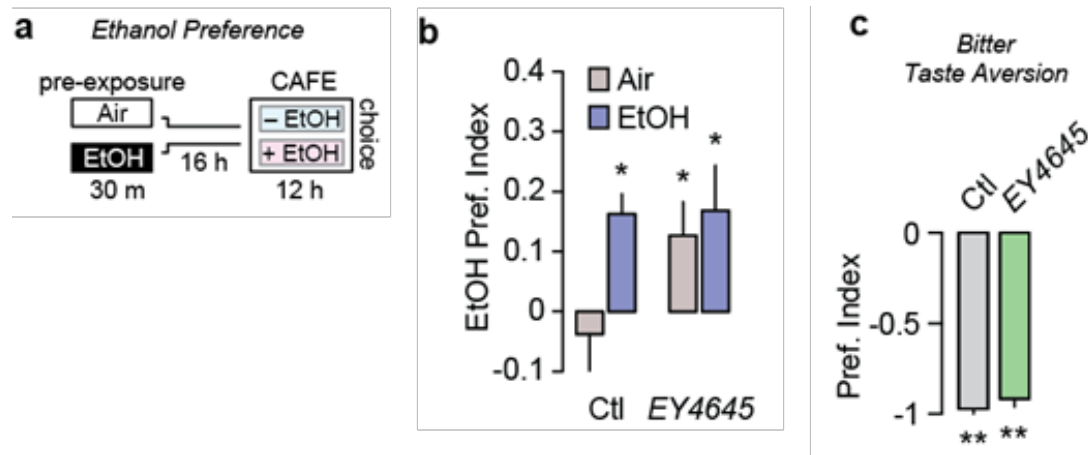 a
Ethanol Preference
pre-exposure
CAFE
Air
EtOH
30 m
16 h
– EtOH
+ EtOH
choice
12 h
b
Air
EtOH
EtOH Pref. Index
0.4
0.3
0.2
0.1
0
-0.1
*
*
*
Ctl
EY4645
c
Bitter
Taste Aversion
Ctl
EY4645
Pref. Index
0
-0.5
-1
**
**